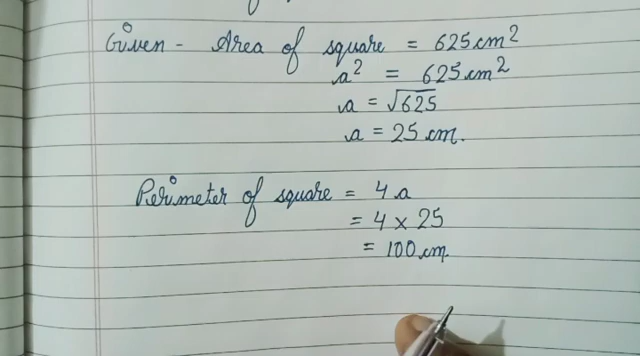 Given - Area of square = 625 cm²
a² = 625 cm²
a = √625
a = 25 cm.
Perimeter of square = 4a
= 4 × 25
= 100 cm.